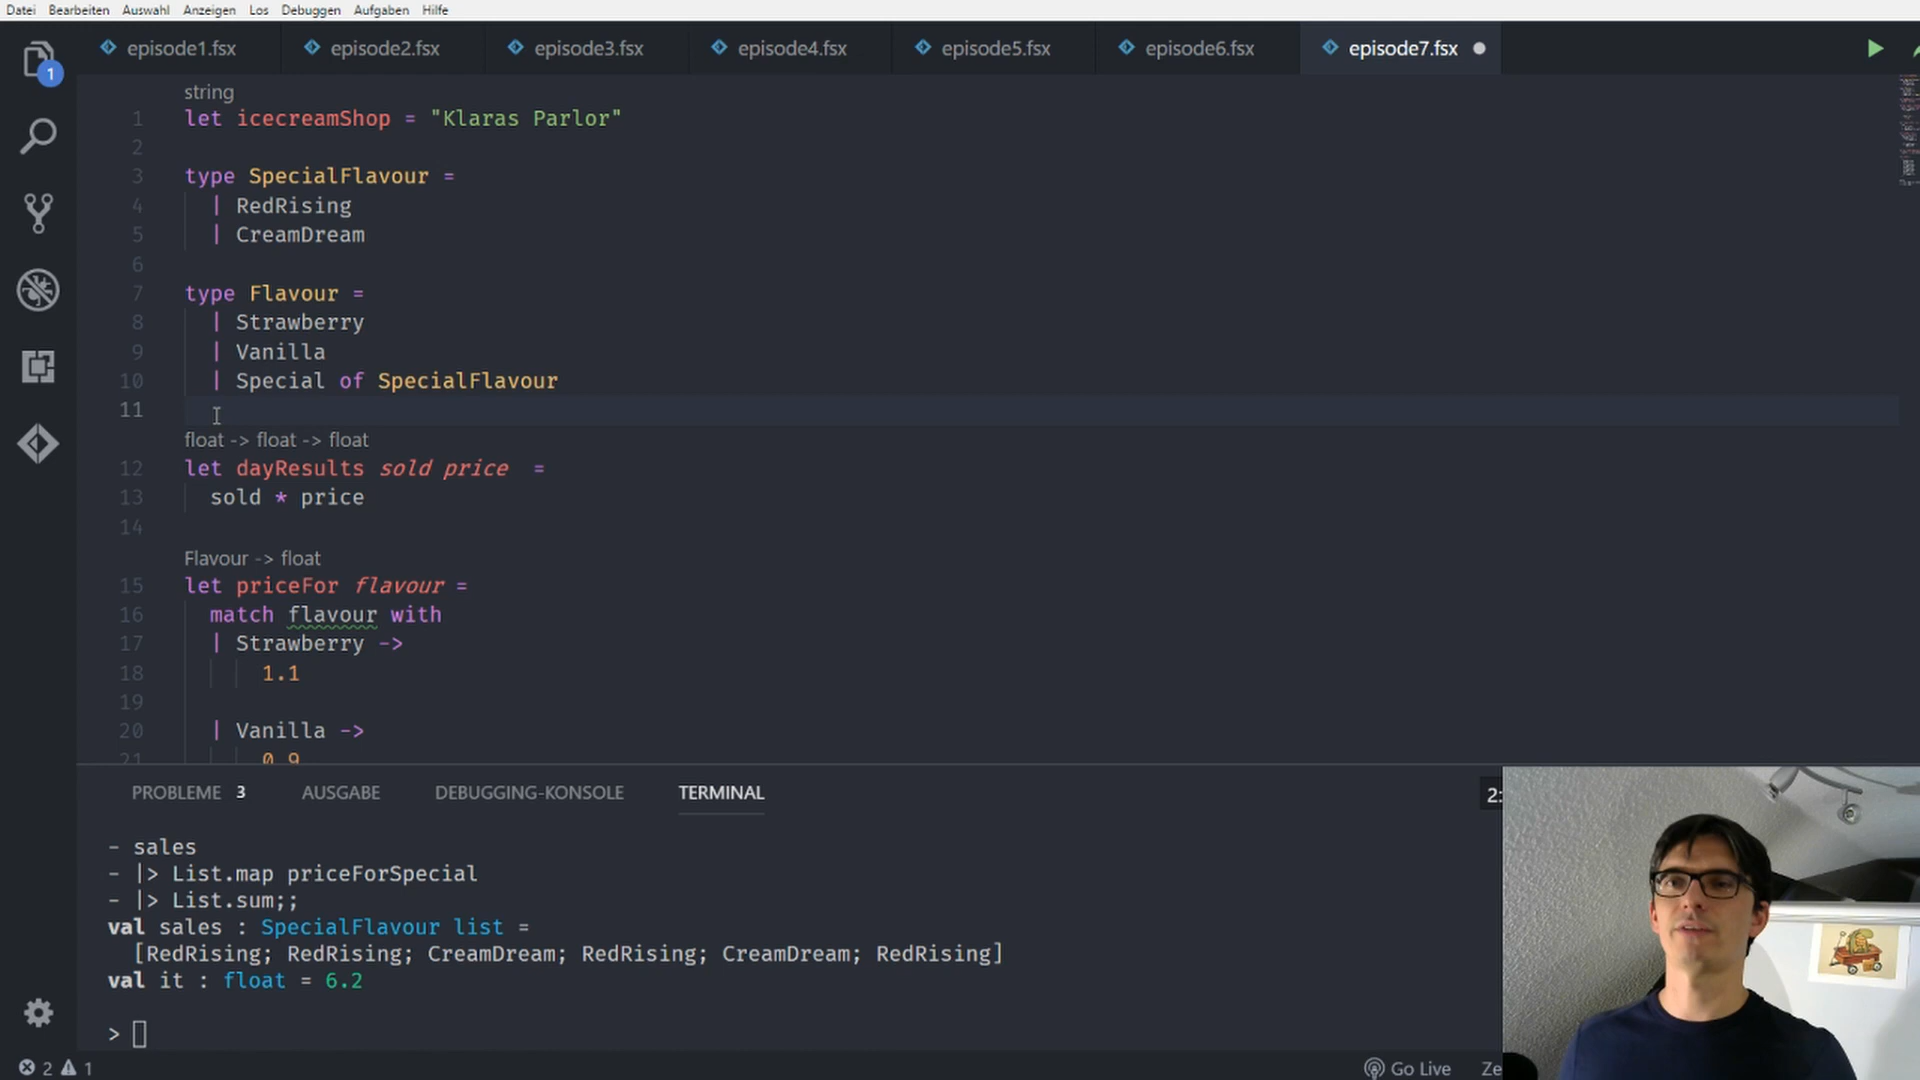 Datei Bearbeiten Auswahl Anzeigen Los Debuggen Aufgaben Hilfe
episode1.fsx episode2.fsx episode3.fsx episode4.fsx episode5.fsx episode6.fsx episode7.fsx
1
string
1 let icecreamShop = "Klaras Parlor"
2
3 type SpecialFlavour =
4 | RedRising
5 | CreamDream
6
7 type Flavour =
8 | Strawberry
9 | Vanilla
10 | Special of SpecialFlavour
11
float -> float -> float
12 let dayResults sold price =
13 sold * price
14
Flavour -> float
15 let priceFor flavour =
16 match flavour with
17 | Strawberry ->
18 1.1
19
20 | Vanilla ->
21 0.9
PROBLEME 3 AUSGABE DEBUGGING-KONSOLE TERMINAL 2:
- sales
- |> List.map priceForSpecial
- |> List.sum;;
val sales : SpecialFlavour list =
[RedRising; RedRising; CreamDream; RedRising; CreamDream; RedRising]
val it : float = 6.2
>
2 1 Go Live Ze